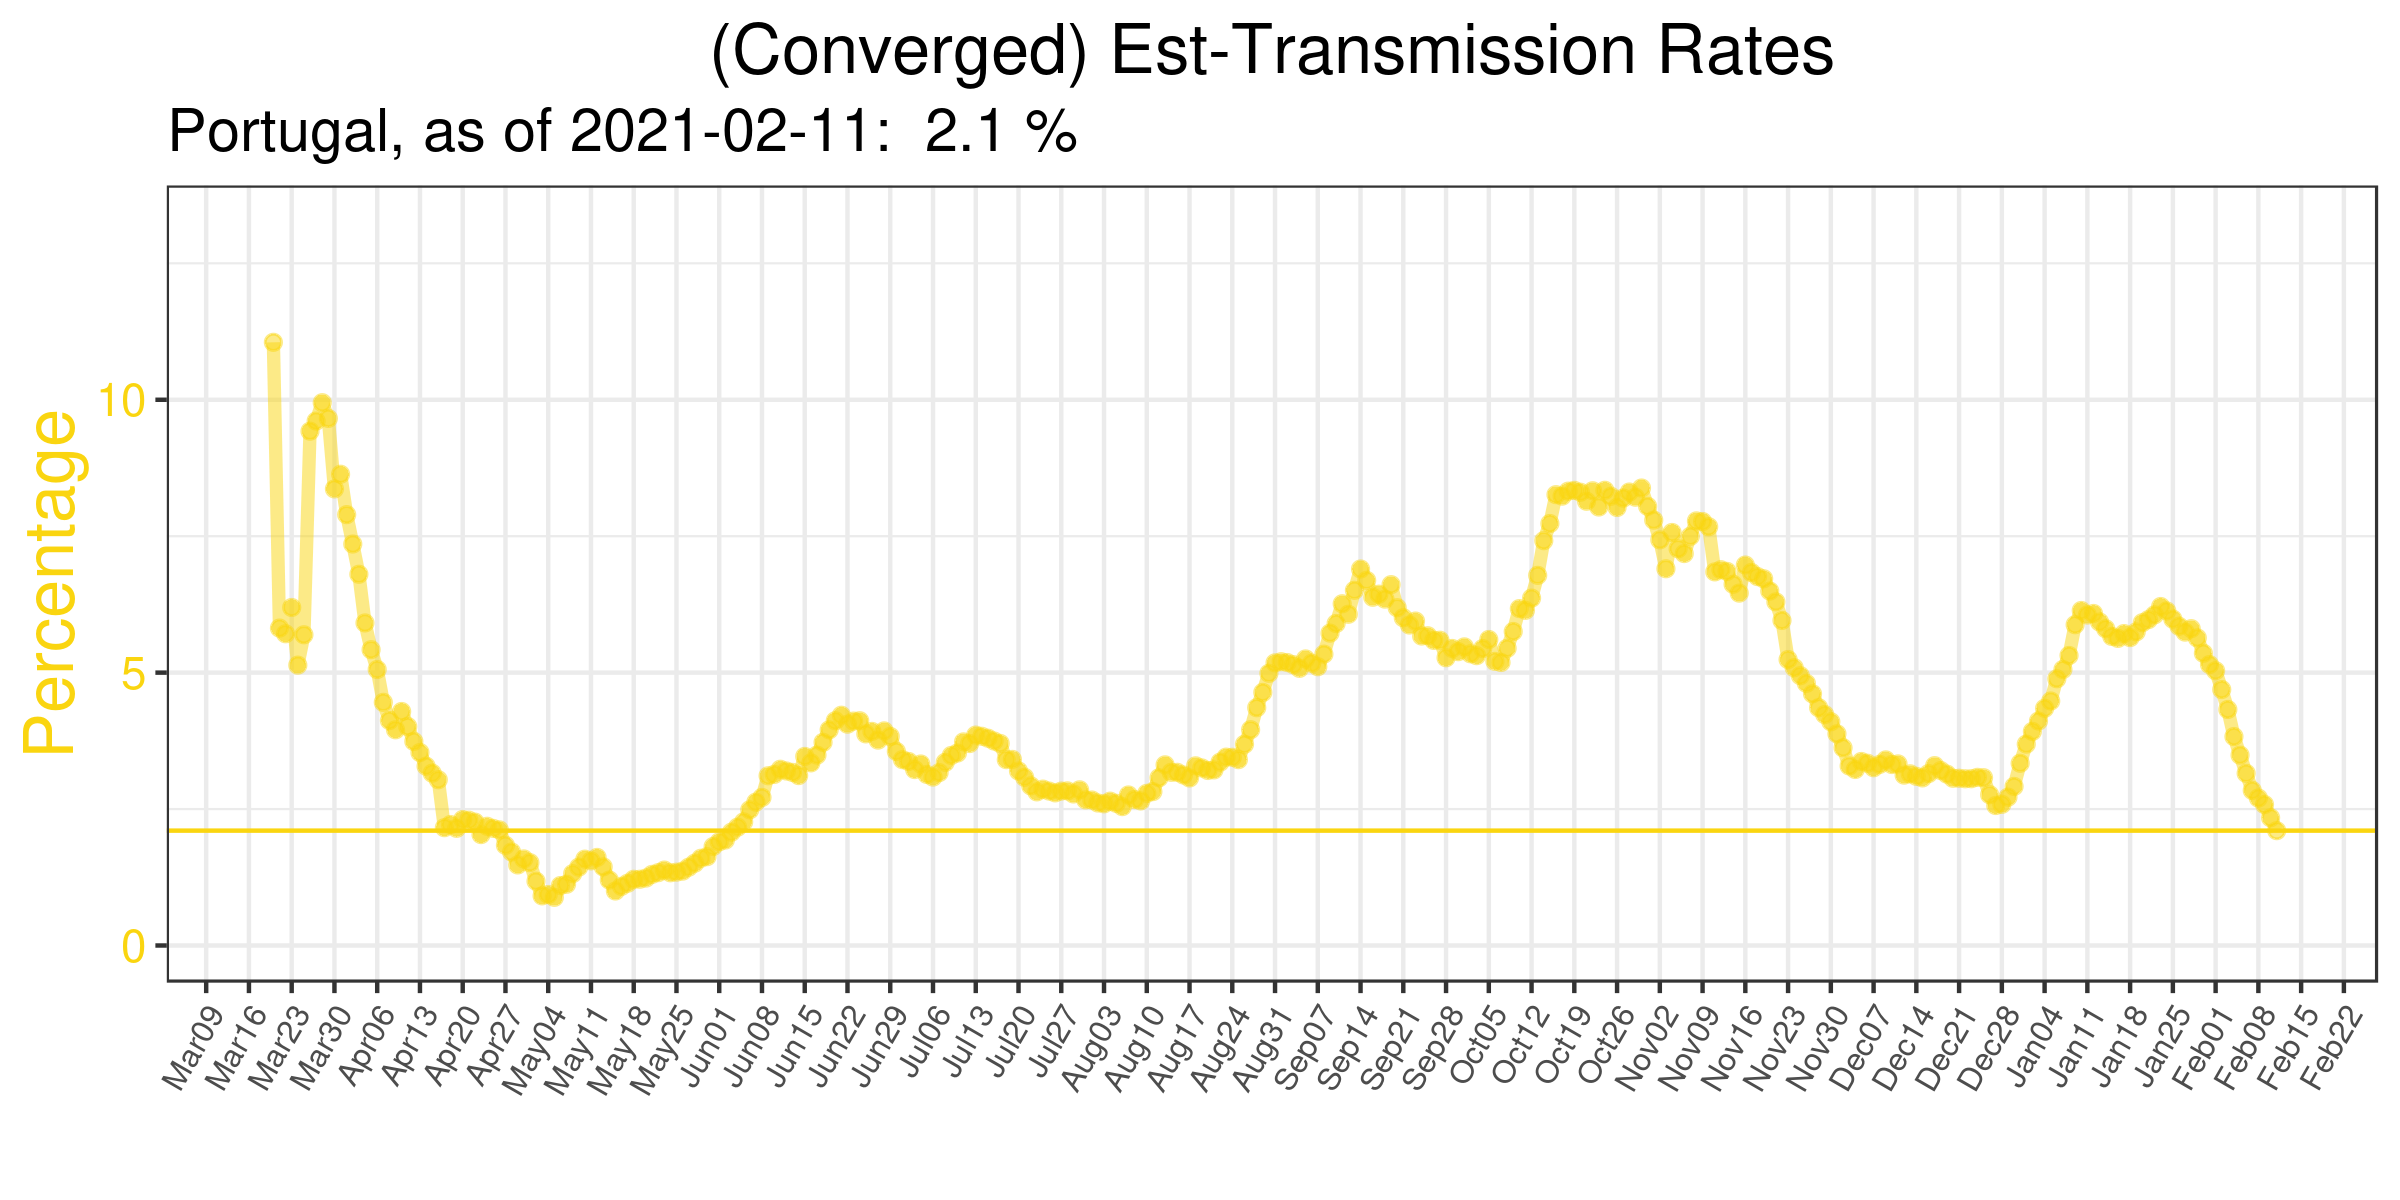 (Converged) Est-Transmission Rates
Portugal, as of 2021-02-11:  2.1 %
Percentage
10
5
0
Mar09 Mar16 Mar23 Mar30 Apr06 Apr13 Apr20 Apr27 May04 May11 May18 May25 Jun01 Jun08 Jun15 Jun22 Jun29 Jul06 Jul13 Jul20 Jul27 Aug03 Aug10 Aug17 Aug24 Aug31 Sep07 Sep14 Sep21 Sep28 Oct05 Oct12 Oct19 Oct26 Nov02 Nov09 Nov16 Nov23 Nov30 Dec07 Dec14 Dec21 Dec28 Jan04 Jan11 Jan18 Jan25 Feb01 Feb08 Feb15 Feb22